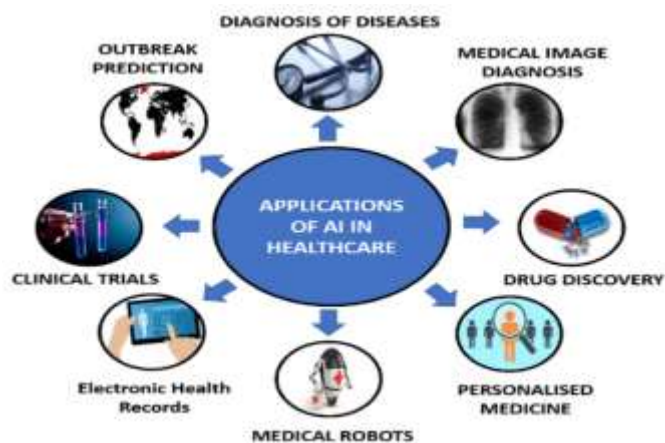 DIAGNOSIS OF DISEASES
OUTBREAK
PREDICTION
MEDICAL IMAGE
DIAGNOSIS
APPLICATIONS
OF AI IN
HEALTHCARE
CLINICAL TRIALS
DRUG DISCOVERY
Electronic Health
Records
PERSONALISED
MEDICINE
MEDICAL ROBOTS